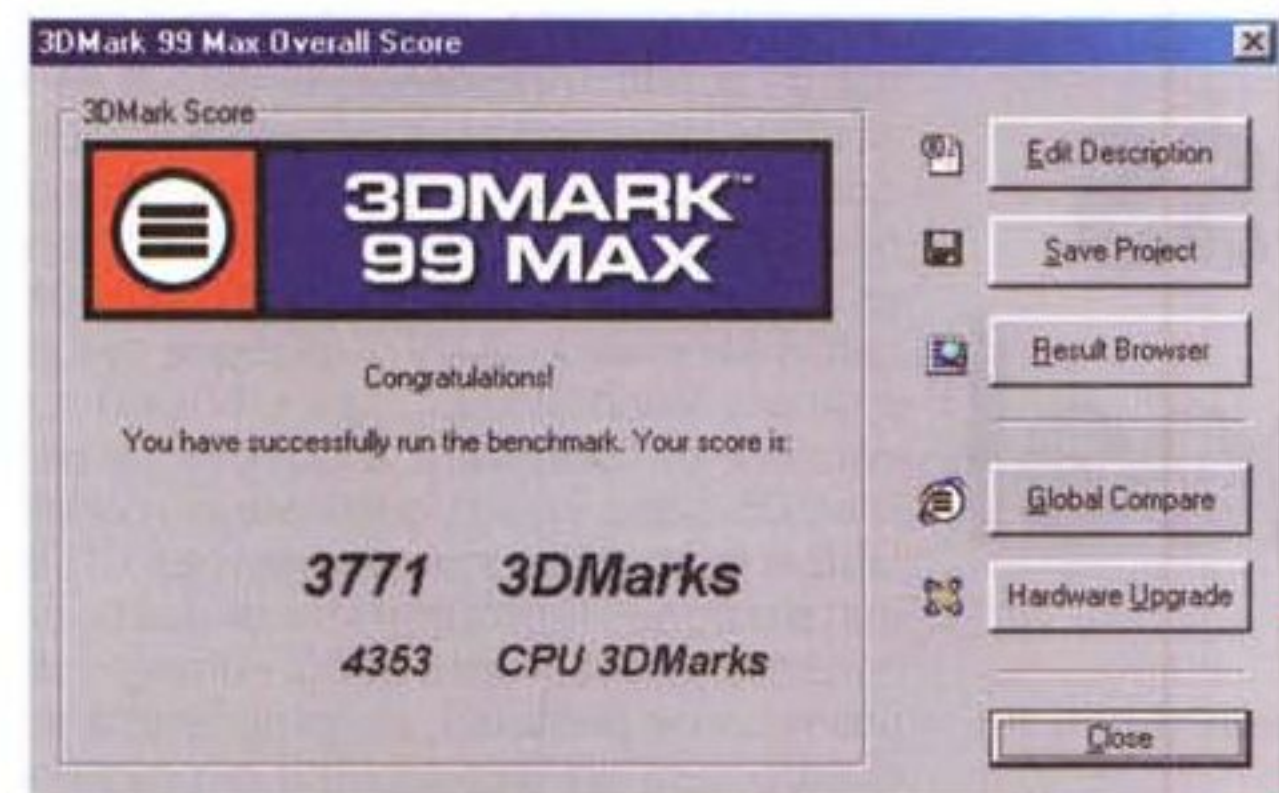 3DMark 99 Max Overall Score
3DMark Score
3DMARK™
99 MAX
Congratulations!
You have successfully run the benchmark. Your score is:
3771 3DMarks
4353 CPU 3DMarks
Edit Description
Save Project
Result Browser
Global Compare
Hardware Upgrade
Close